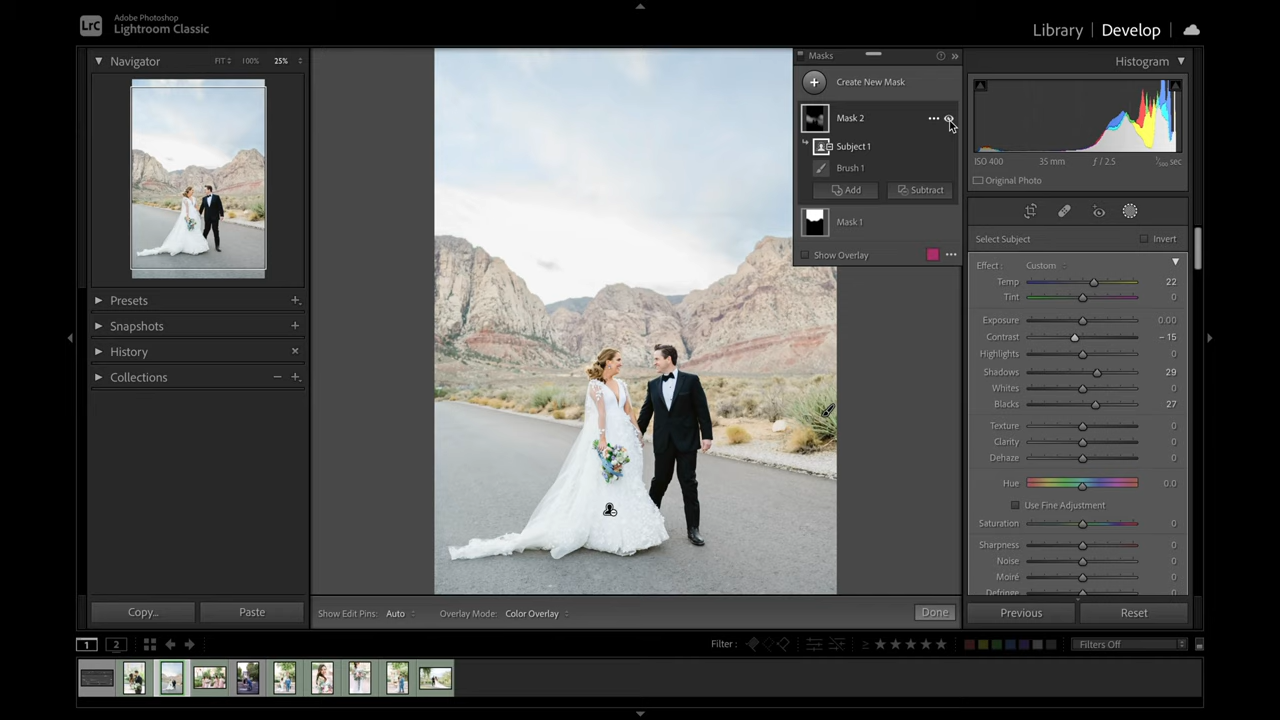 LrC
Adobe Photoshop
Lightroom Classic
Library | Develop
Navigator
FIT
100%
25%
Presets
Snapshots
History
Collections
Copy...
Paste
Masks
Create New Mask
Mask 2
Subject 1
Brush 1
Add
Subtract
Mask 1
Show Overlay
Histogram
ISO 400
35 mm
ƒ / 2.5
sec
Original Photo
Select Subject
Invert
Effect :
Custom
Temp
22
Tint
0
Exposure
0.00
Contrast
– 15
Highlights
0
Shadows
29
Whites
0
Blacks
27
Texture
0
Clarity
0
Dehaze
0
Hue
0.0
Use Fine Adjustment
Saturation
0
Sharpness
0
Noise
0
Moiré
0
Defringe
Previous
Reset
Show Edit Pins:
Auto
Overlay Mode:
Color Overlay
Done
1
2
Filter :
Filters Off